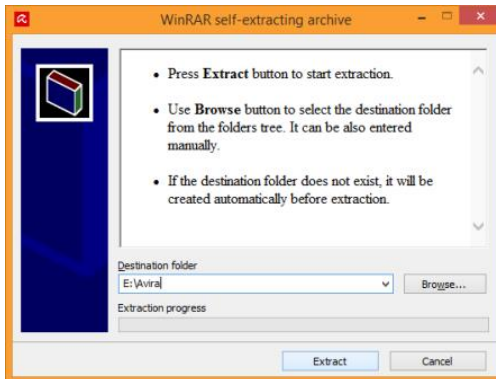 WinRAR self-extracting archive
• Press Extract button to start extraction.
• Use Browse button to select the destination folder
from the folders tree. It can be also entered
manually.
• If the destination folder does not exist, it will be
created automatically before extraction.
Destination folder
E:\Avira
Browse...
Extraction progress
Extract
Cancel